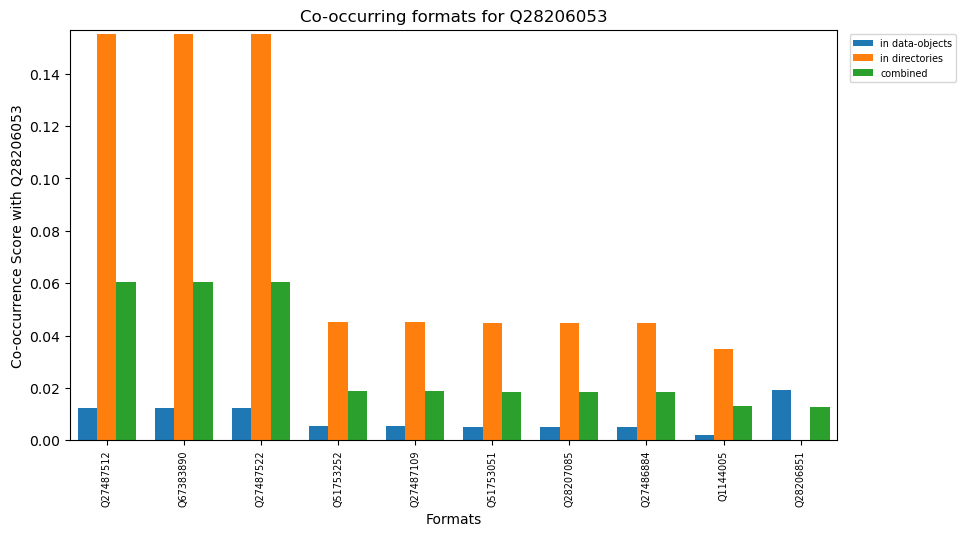 Co-occurring formats for Q28206053
in data-objects
in directories
combined
Co-occurrence Score with Q28206053
0.14
0.12
0.10
0.08
0.06
0.04
0.02
0.00
Q27487512
Q67383890
Q27487522
Q51753252
Q27487109
Q51753051
Q28207085
Q27486884
Q1144005
Q28206851
Formats